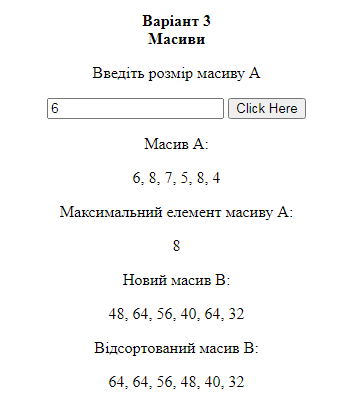 Варіант 3
Масиви
Введіть розмір масиву А
6 Click Here
Масив А:
6, 8, 7, 5, 8, 4
Максимальний елемент масиву А:
8
Новий масив В:
48, 64, 56, 40, 64, 32
Відсортований масив В:
64, 64, 56, 48, 40, 32